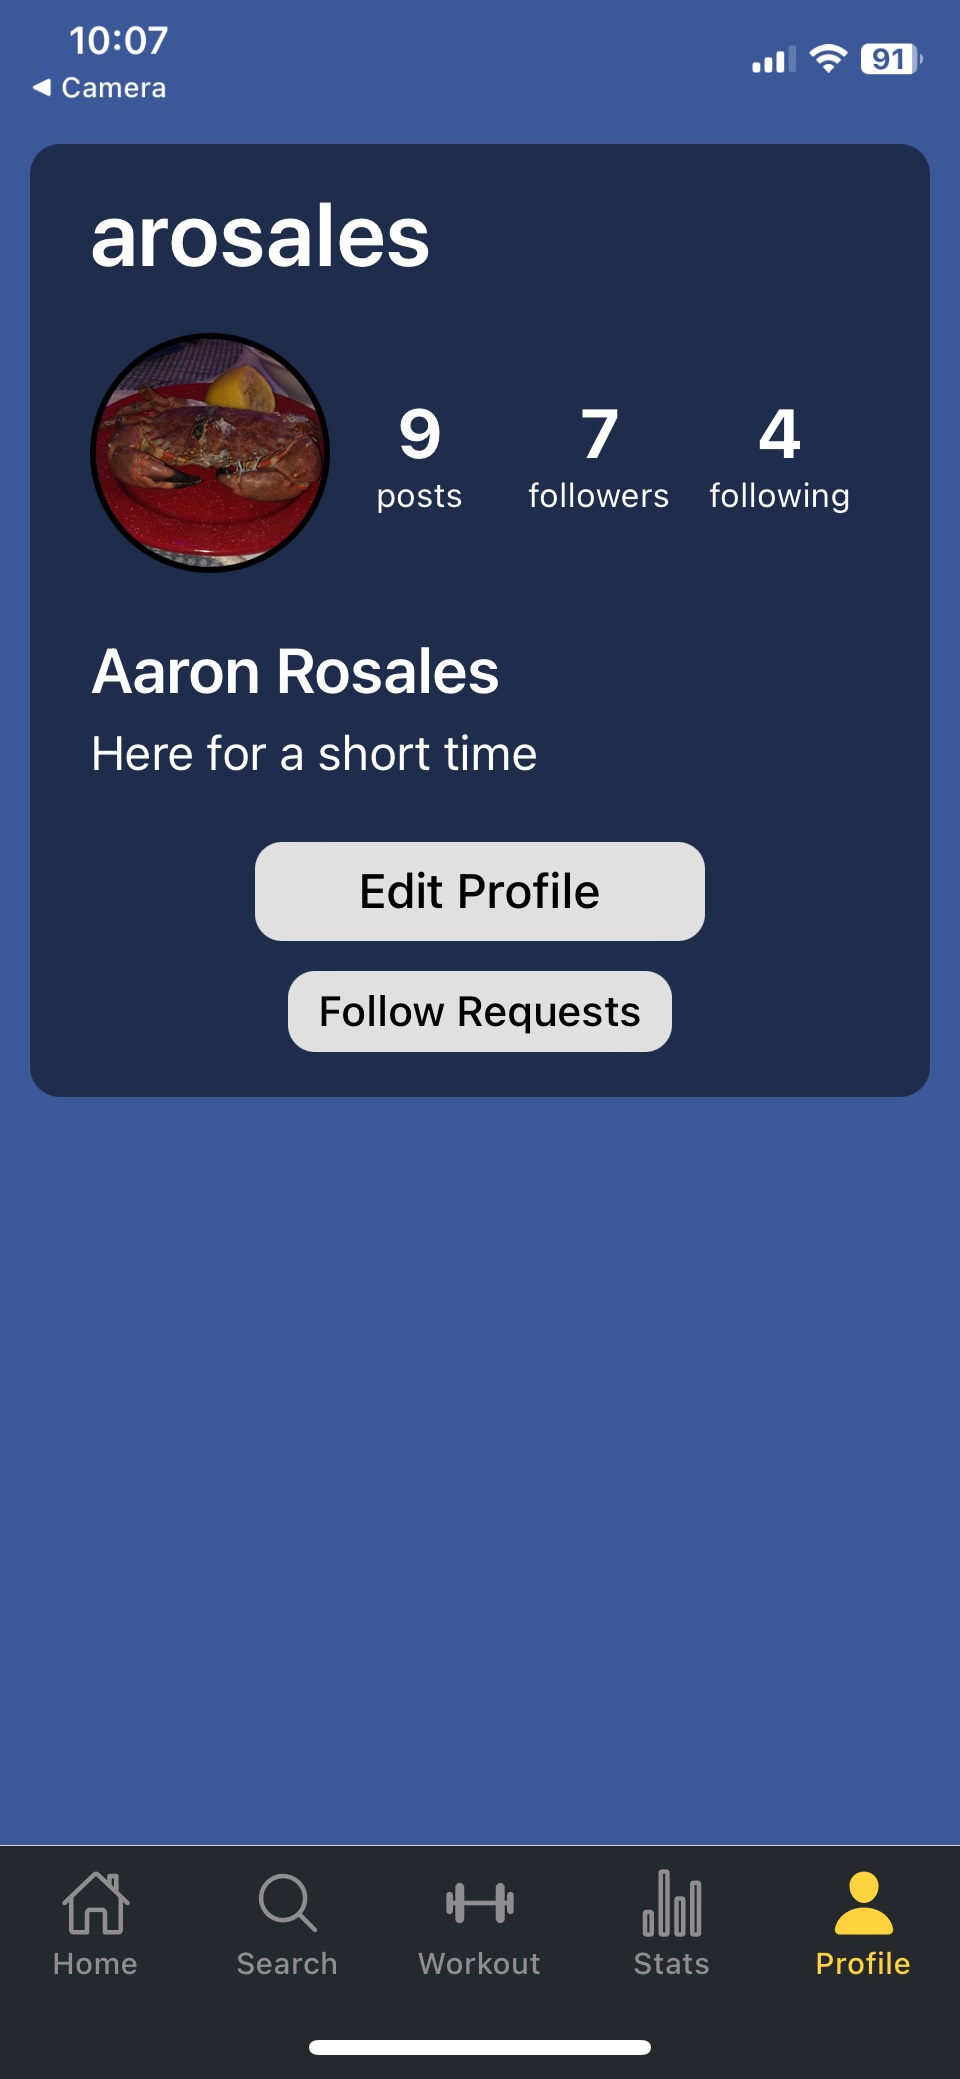 10:07
91
◀ Camera
arosales
9 7 4
posts followers following
Aaron Rosales
Here for a short time
Edit Profile
Follow Requests
Home Search Workout Stats Profile